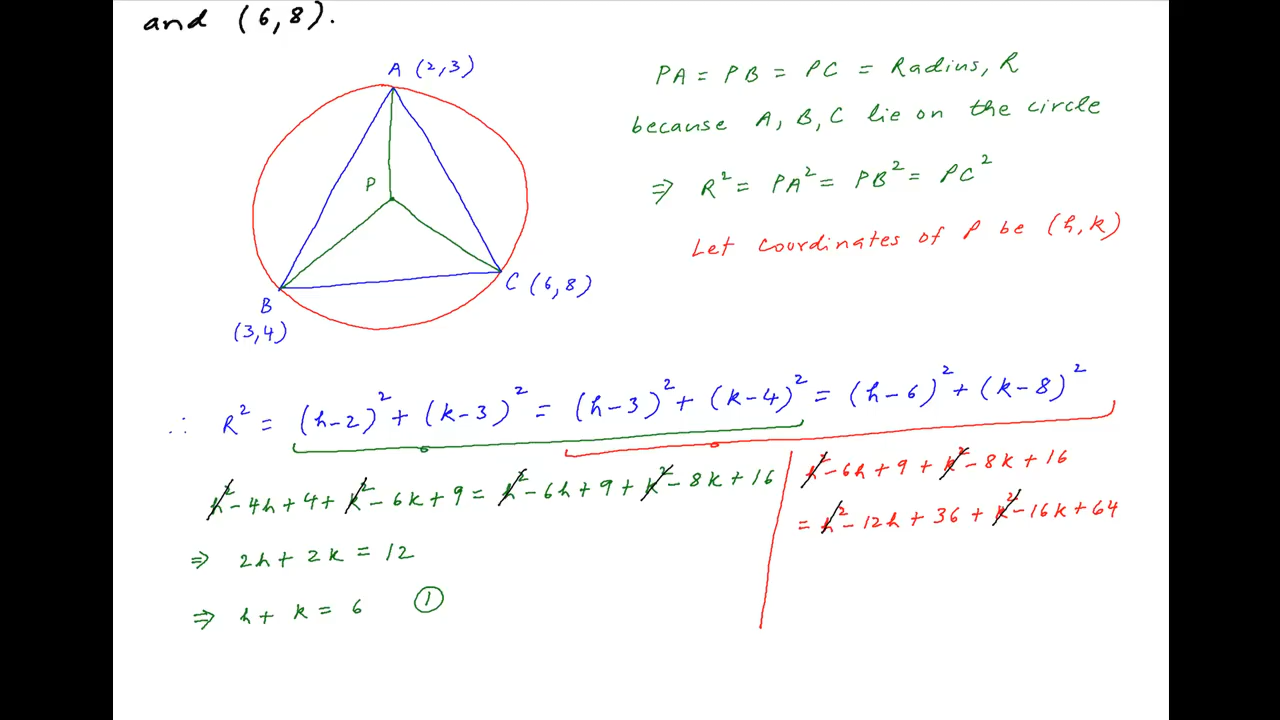 and (6,8).
A (2,3)
P
B
(3,4)
C (6,8)
PA = PB = PC = Radius, R
because A, B, C lie on the circle
⇒ R² = PA² = PB² = PC²
Let coordinates of P be (h,k)
∴ R² = (h-2)² + (k-3)² = (h-3)² + (k-4)² = (h-6)² + (k-8)²
h² - 4h + 4 + k² - 6k + 9 = h² - 6h + 9 + k² - 8k + 16
⇒ 2h + 2k = 12
⇒ h + k = 6 ①
h² - 6h + 9 + k² - 8k + 16
= h² - 12h + 36 + k² - 16k + 64